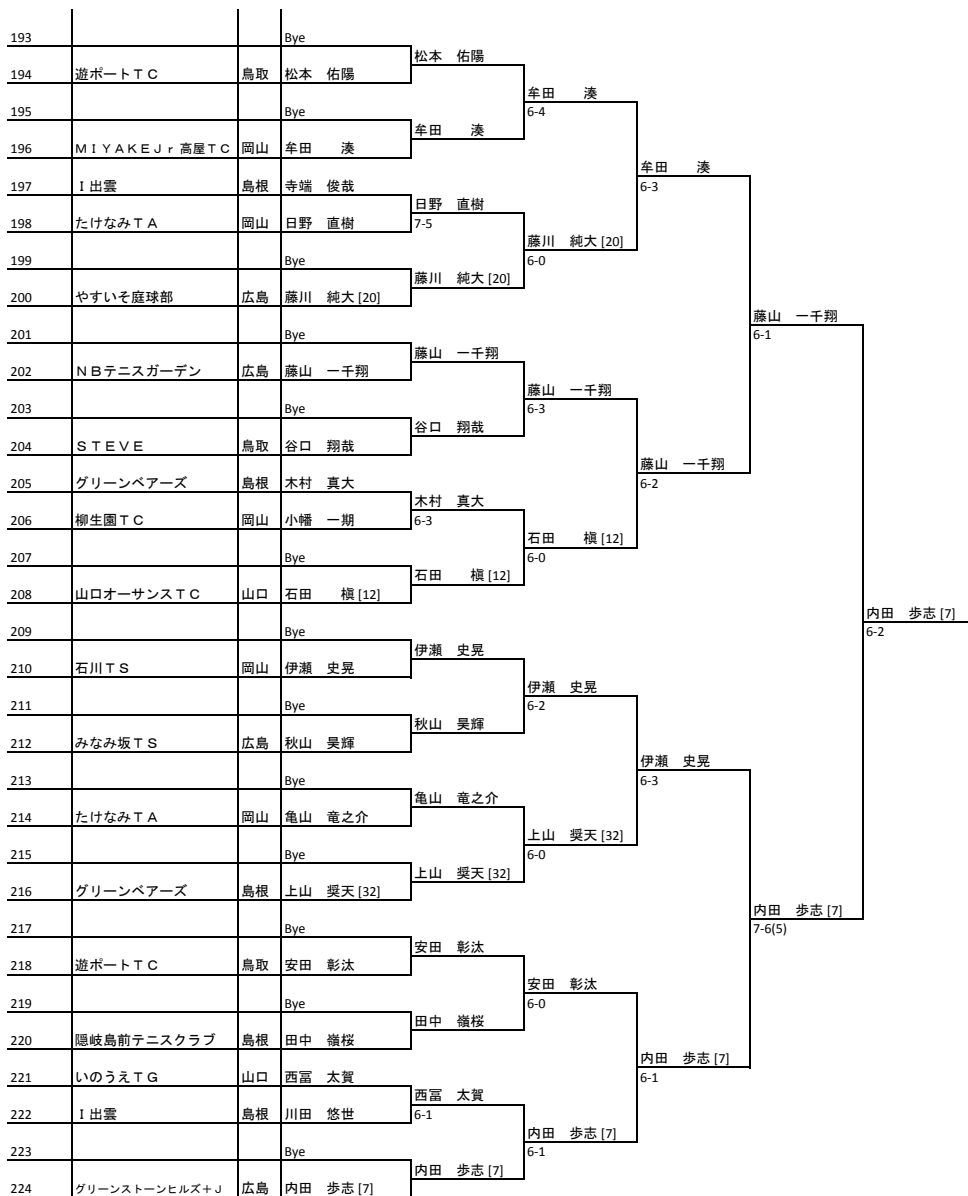 193 Bye
松本　佑陽
194 遊ポートＴＣ 鳥取 松本　佑陽
牟田　　湊
195 Bye
6-4
牟田　　湊
196 ＭＩＹＡＫＥＪｒ高屋ＴＣ 岡山 牟田　　湊
牟田　　湊
197 Ｉ出雲 島根 寺端　俊哉
6-3
日野　直樹
198 たけなみＴＡ 岡山 日野　直樹
7-5
藤川　純大 [20]
199 Bye
6-0
藤川　純大 [20]
200 やすいそ庭球部 広島 藤川　純大 [20]
藤山　一千翔
201 Bye
6-1
藤山　一千翔
202 ＮＢテニスガーデン 広島 藤山　一千翔
藤山　一千翔
203 Bye
6-3
谷口　翔哉
204 ＳＴＥＶＥ 鳥取 谷口　翔哉
藤山　一千翔
205 グリーンベアーズ 島根 木村　真大
6-2
木村　真大
206 柳生園ＴＣ 岡山 小幡　一期
6-3
石田　　槇 [12]
207 Bye
6-0
石田　　槇 [12]
208 山口オーサンスＴＣ 山口 石田　　槇 [12]
内田　歩志 [7]
209 Bye
6-2
伊瀬　史晃
210 石川ＴＳ 岡山 伊瀬　史晃
伊瀬　史晃
211 Bye
6-2
秋山　昊輝
212 みなみ坂ＴＳ 広島 秋山　昊輝
伊瀬　史晃
213 Bye
6-3
亀山　竜之介
214 たけなみＴＡ 岡山 亀山　竜之介
上山　奨天 [32]
215 Bye
6-0
上山　奨天 [32]
216 グリーンベアーズ 島根 上山　奨天 [32]
内田　歩志 [7]
217 Bye
7-6(5)
安田　彰汰
218 遊ポートＴＣ 鳥取 安田　彰汰
安田　彰汰
219 Bye
6-0
田中　嶺桜
220 隠岐島前テニスクラブ 島根 田中　嶺桜
内田　歩志 [7]
221 いのうえＴＧ 山口 西冨　太賀
6-1
西冨　太賀
222 Ｉ出雲 島根 川田　悠世
6-1
内田　歩志 [7]
223 Bye
6-1
内田　歩志 [7]
224 グリーンストーンヒルズ＋Ｊ 広島 内田　歩志 [7]